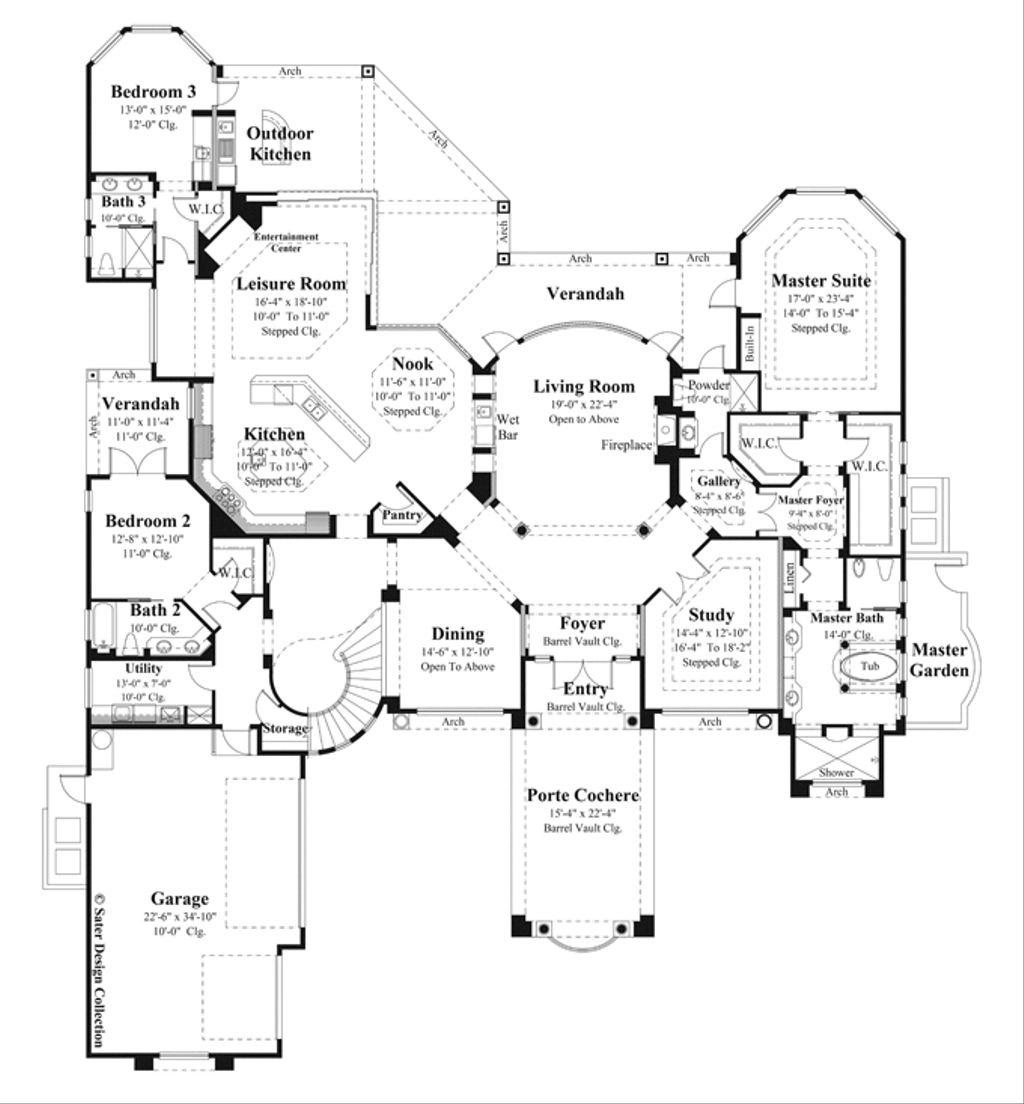 Arch
Bedroom 3
13'-0" x 15'-0"
12'-0" Clg.
Outdoor
Kitchen
Arch
Bath 3
10'-0" Clg.
W.I.C.
Arch
Entertainment
Center
Leisure Room
16'-4" x 18'-10"
10'-0" To 11'-0"
Stepped Clg.
Arch
Arch
Verandah
Master Suite
17'-0" x 23'-4"
14'-0" To 15'-4"
Stepped Clg.
Built-In
Nook
11'-6" x 11'-0"
10'-0" To 11'-0"
Stepped Clg.
Living Room
19'-0" x 22'-4"
Open to Above
Powder
10'-0" Clg.
Arch
Verandah
11'-0" x 11'-4"
11'-0" Clg.
Arch
Wet
Bar
Fireplace
W.I.C.
W.I.C.
Kitchen
12'-0" x 16'-4"
10'-0" To 11'-0"
Stepped Clg.
Gallery
8'-4" x 8'-6"
Stepped Clg.
Master Foyer
9'-4" x 8'-0"
Stepped Clg.
Pantry
Bedroom 2
12'-8" x 12'-10"
11'-0" Clg.
W.I.C.
Linen
Bath 2
10'-0" Clg.
Dining
14'-6" x 12'-10"
Open To Above
Foyer
Barrel Vault Clg.
Study
14'-4" x 12'-10"
16'-4" To 18'-2"
Stepped Clg.
Master Bath
14'-0" Clg.
Tub
Master
Garden
Utility
13'-0" x 7'-0"
10'-0" Clg.
Entry
Barrel Vault Clg.
Storage
Arch
Arch
Shower
Arch
Porte Cochere
15'-4" x 22'-4"
Barrel Vault Clg.
Garage
22'-6" x 34'-10"
10'-0" Clg.
© Sater Design Collection